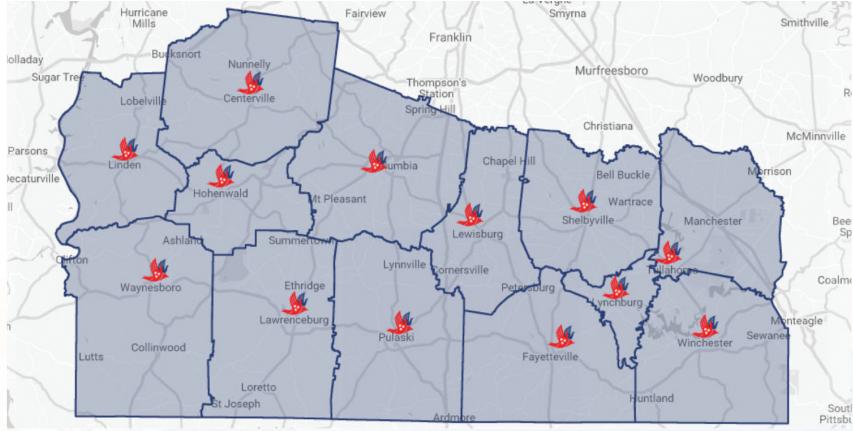 La Vergne
Hurricane
Mills
Fairview
Smyrna
Smithville
Franklin
Bucksnort
Nunnelly
Murfreesboro
Sugar Tree
Thompson's
Station
Woodbury
Lobelville
Centerville
Spring Hill
Christiana
McMinnville
Parsons
Linden
Chapel Hill
Bell Buckle
Morrison
Decaturville
Hohenwald
Mt Pleasant
Wartrace
Shelbyville
Manchester
Ashland
Summertown
Lewisburg
Clifton
Lynnville
Cornersville
Tullahoma
Waynesboro
Ethridge
Petersburg
Lynchburg
Lawrenceburg
Monteagle
Pulaski
Winchester
Sewanee
Lutts
Collinwood
Fayetteville
Loretto
Huntland
St Joseph
Ardmore
South
Pittsbu